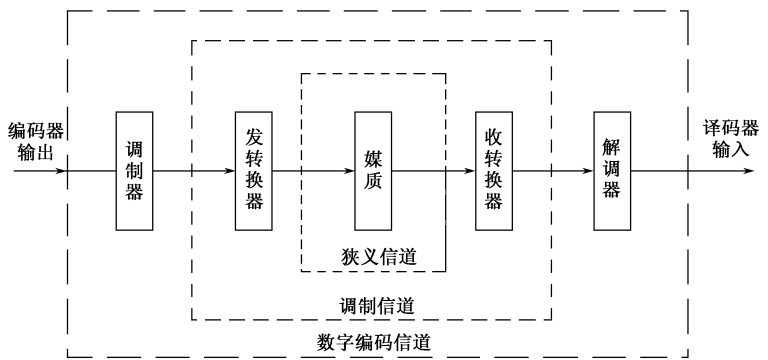 编码器
输出
调制器
发转换器
媒质
收转换器
解调器
译码器
输入
狭义信道
调制信道
数字编码信道